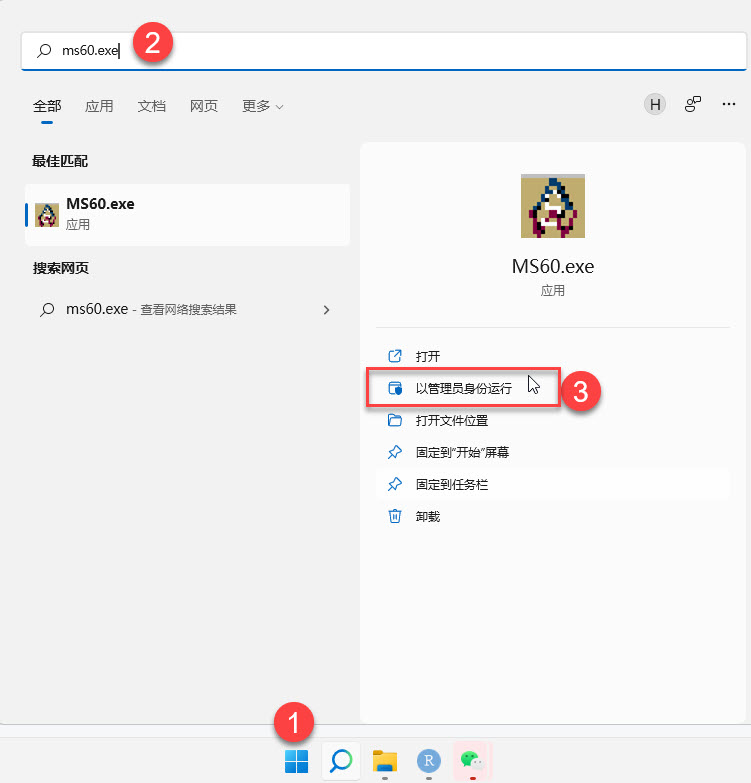 ms60.exe
2
全部 应用 文档 网页 更多
H
最佳匹配
MS60.exe
应用
搜索网页
ms60.exe - 查看网络搜索结果
MS60.exe
应用
打开
以管理员身份运行
3
打开文件位置
固定到"开始"屏幕
固定到任务栏
卸载
1
R